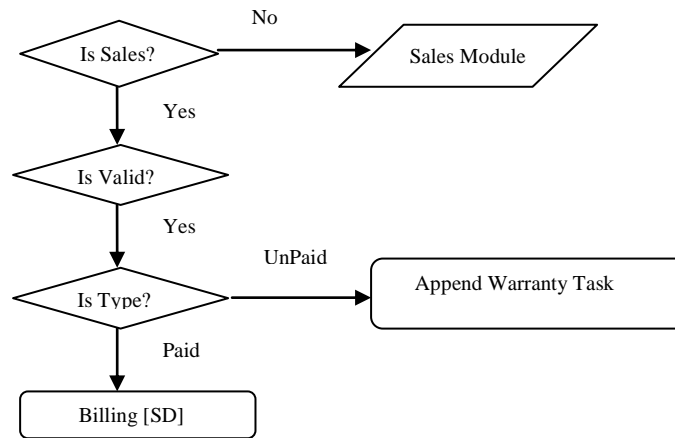 No
Is Sales?
Sales Module
Yes
Is Valid?
Yes
UnPaid
Append Warranty Task
Is Type?
Paid
Billing [SD]